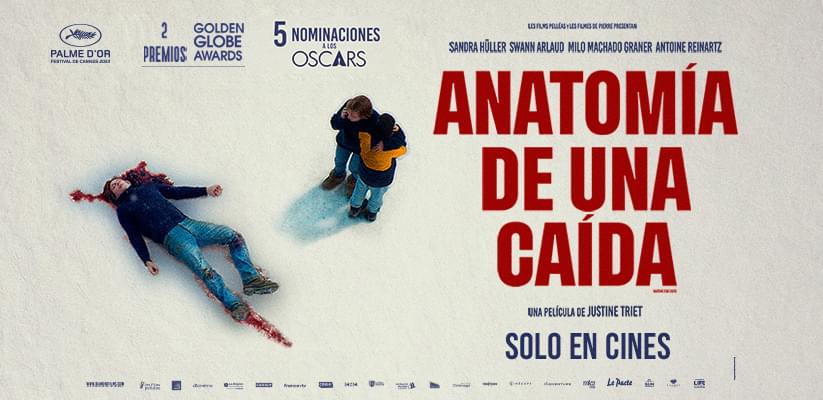 PALME D'OR
FESTIVAL DE CANNES 2023
2
PREMIOS
GOLDEN
GLOBE
AWARDS
5 NOMINACIONES
A LOS
OSCARS
LES FILMS PELLÉAS Y LES FILMS DE PIERRE PRESENTAN
SANDRA HÜLLER SWANN ARLAUD MILO MACHADO GRANER ANTOINE REINARTZ
ANATOMÍA
DE UNA
CAÍDA
UNA PELÍCULA DE JUSTINE TRIET
SOLO EN CINES
Le Pacte